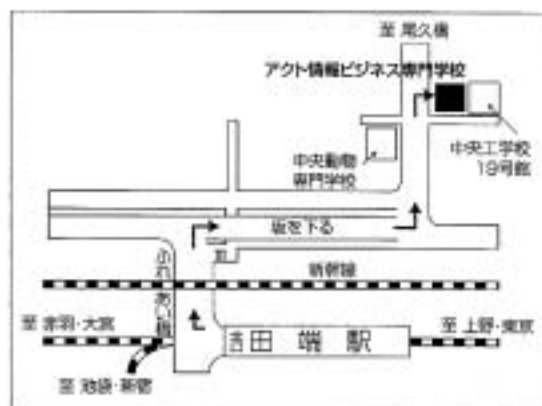 至 尾久橋
アクト情報ビジネス専門学校
中央動物
専門学校
中央工学校
19号館
坂を下る
ふれあい橋
新幹線
至 赤羽・大宮
北口
田端駅
至 上野・東京
至 池袋・新宿